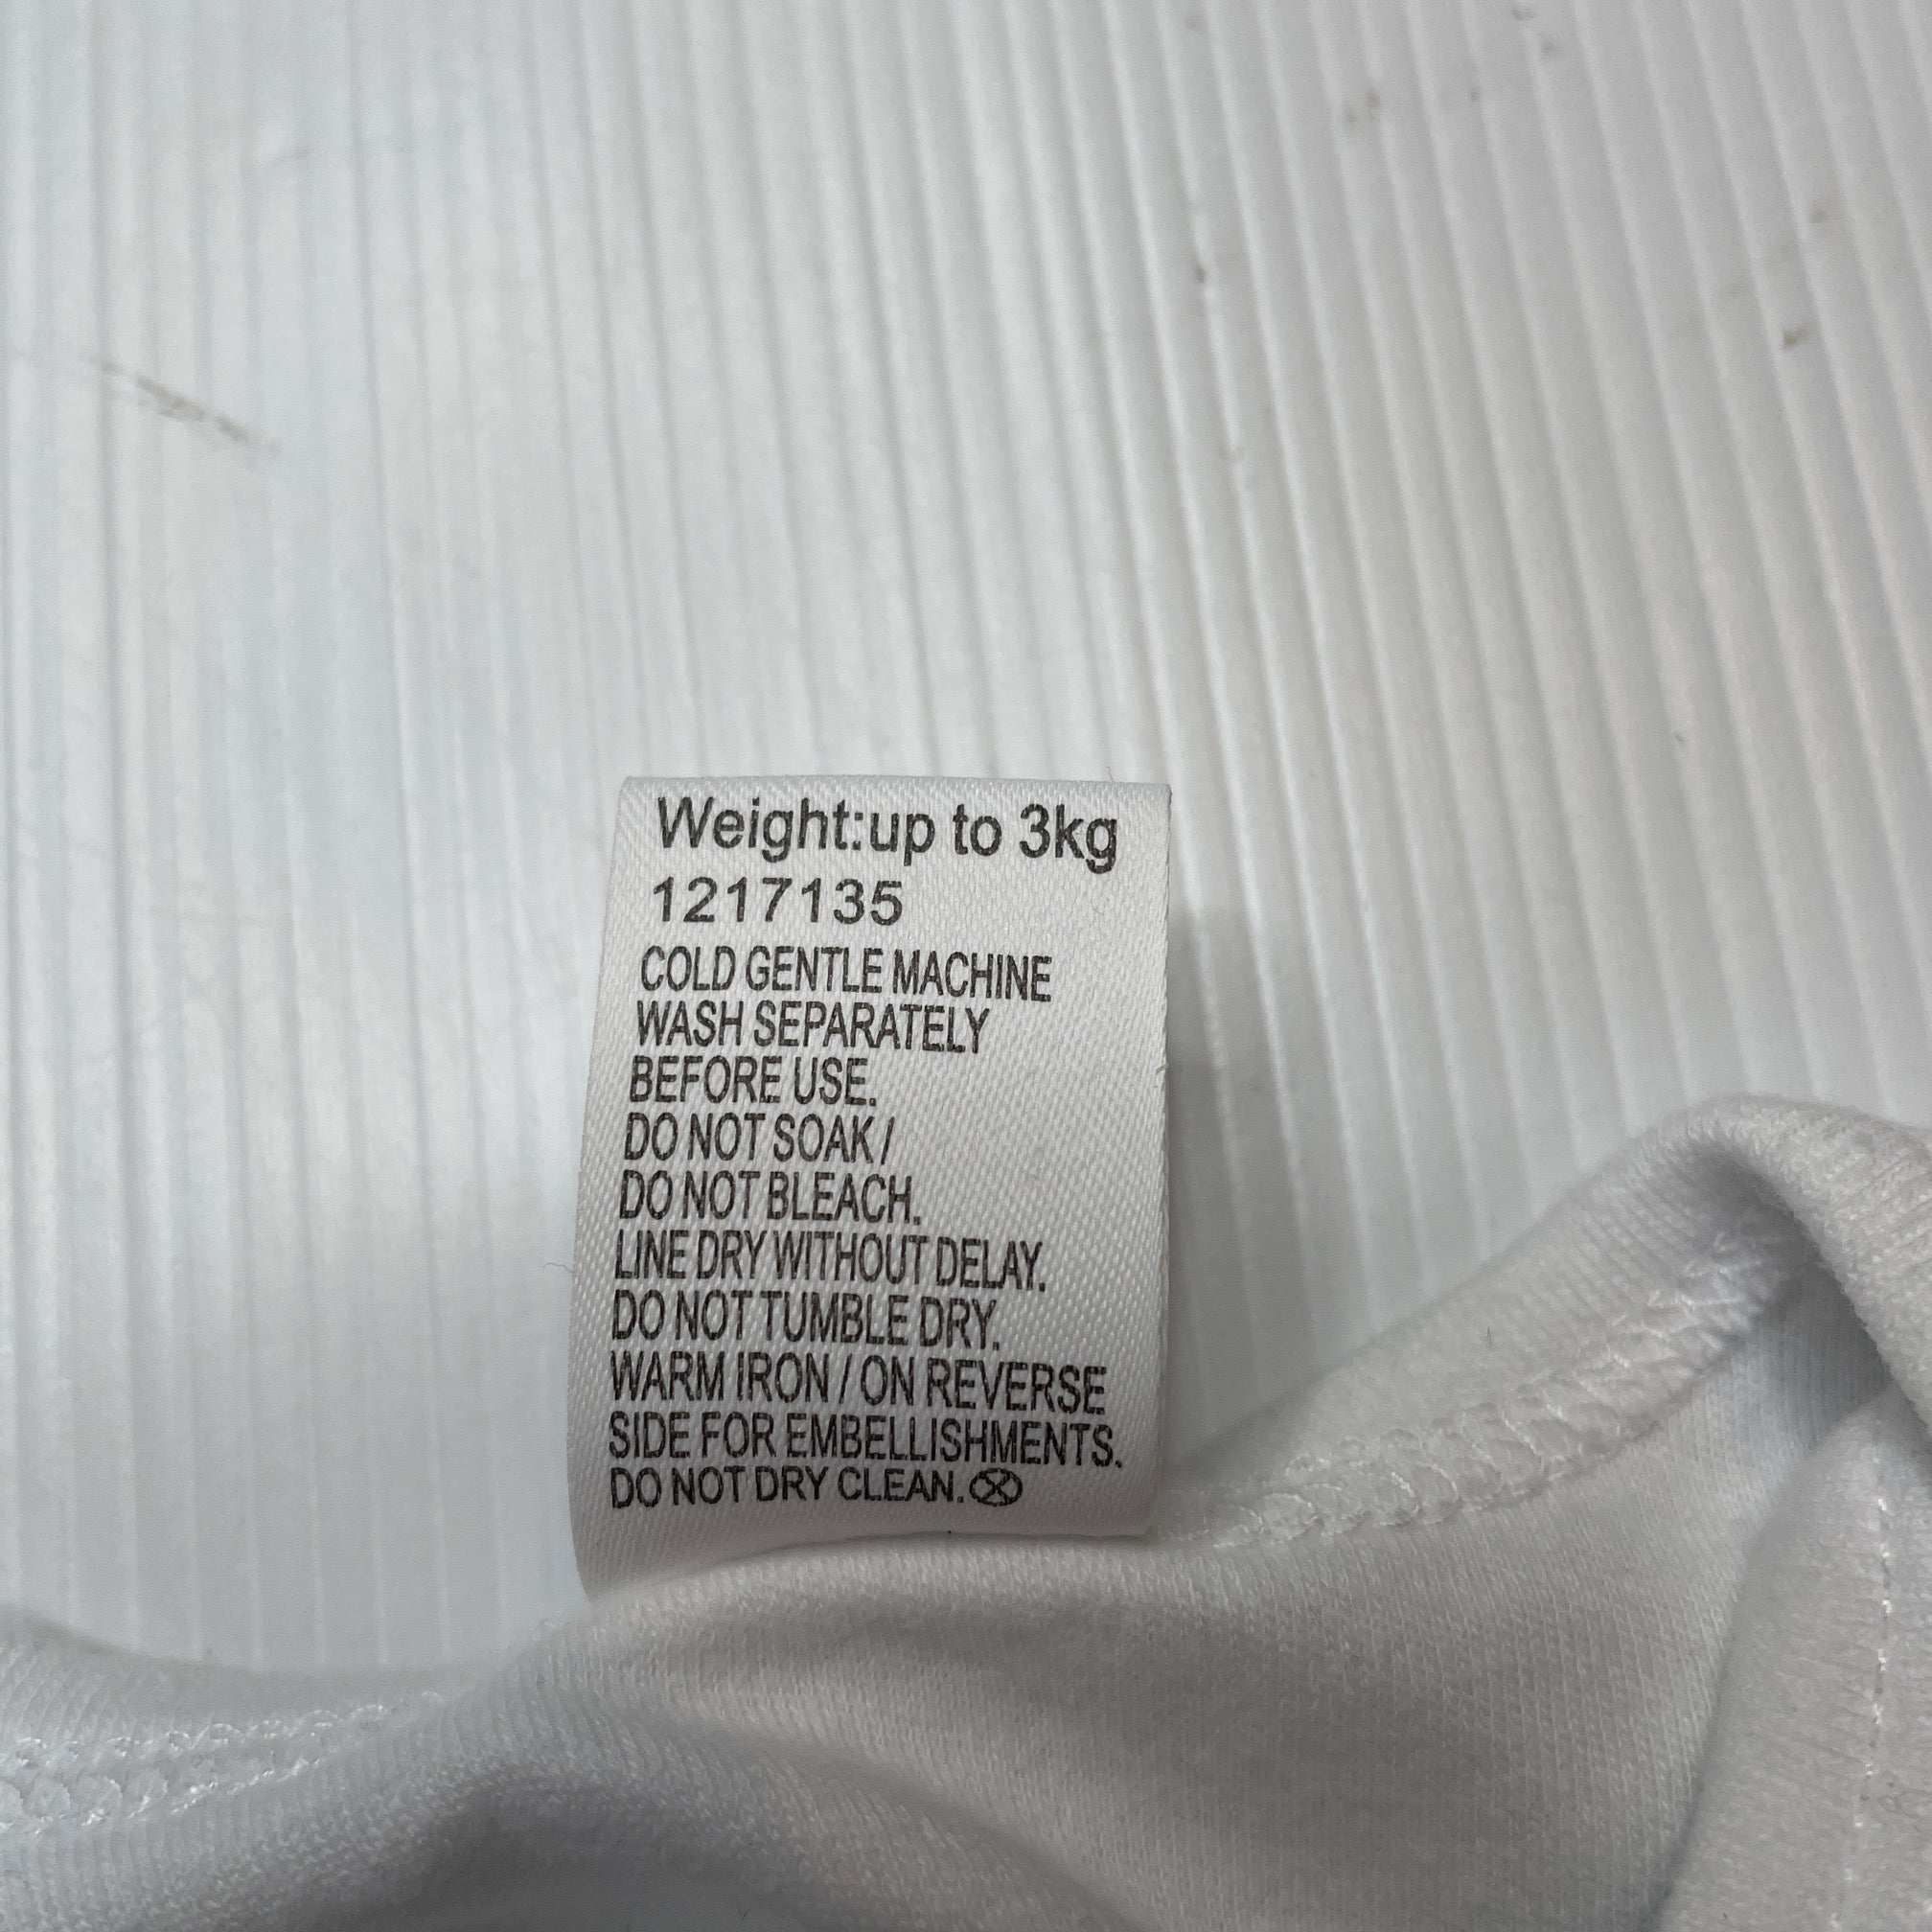 Weight:up to 3kg
1217135
COLD GENTLE MACHINE
WASH SEPARATELY
BEFORE USE.
DO NOT SOAK /
DO NOT BLEACH.
LINE DRY WITHOUT DELAY.
DO NOT TUMBLE DRY.
WARM IRON / ON REVERSE
SIDE FOR EMBELLISHMENTS.
DO NOT DRY CLEAN.